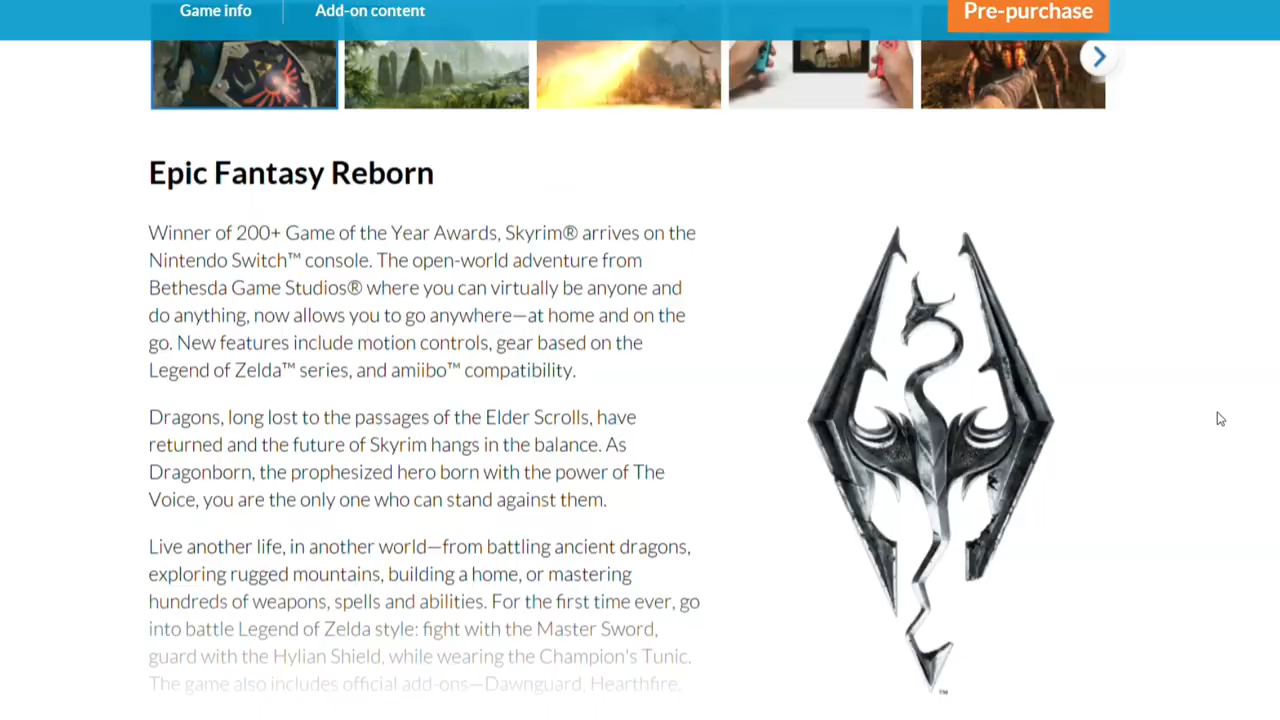 Game info
Add-on content
Pre-purchase
Epic Fantasy Reborn
Winner of 200+ Game of the Year Awards, Skyrim® arrives on the
Nintendo Switch™ console. The open-world adventure from
Bethesda Game Studios® where you can virtually be anyone and
do anything, now allows you to go anywhere—at home and on the
go. New features include motion controls, gear based on the
Legend of Zelda™ series, and amiibo™ compatibility.
Dragons, long lost to the passages of the Elder Scrolls, have
returned and the future of Skyrim hangs in the balance. As
Dragonborn, the prophesized hero born with the power of The
Voice, you are the only one who can stand against them.
Live another life, in another world—from battling ancient dragons,
exploring rugged mountains, building a home, or mastering
hundreds of weapons, spells and abilities. For the first time ever, go
into battle Legend of Zelda style: fight with the Master Sword,
guard with the Hylian Shield, while wearing the Champion's Tunic.
The game also includes official add-ons—Dawnguard, Hearthfire,
™